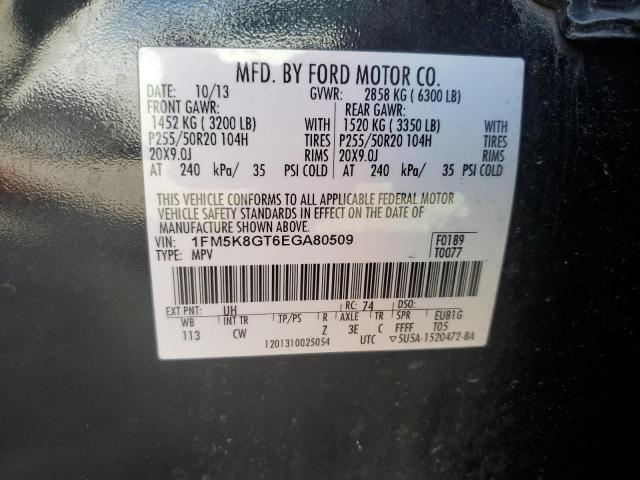 MFD. BY FORD MOTOR CO.
DATE: 10/13 GVWR: 2858 KG ( 6300 LB)
FRONT GAWR: REAR GAWR:
1452 KG ( 3200 LB) WITH 1520 KG ( 3350 LB) WITH
P255/50R20 104H TIRES P255/50R20 104H TIRES
20X9.0J RIMS 20X9.0J RIMS
AT 240 kPa/ 35 PSI COLD AT 240 kPa/ 35 PSI COLD
THIS VEHICLE CONFORMS TO ALL APPLICABLE FEDERAL MOTOR
VEHICLE SAFETY STANDARDS IN EFFECT ON THE DATE OF
MANUFACTURE SHOWN ABOVE.
VIN: 1FM5K8GT6EGA80509 F0189
TYPE: MPV T0077
EXT PNT: UH RC: 74 DSO:
WB INT TR TP/PS R AXLE TR SPR EUB1G
113 CW Z 3E C FFFF T05
1201310025054 UTC ▽5U5A-1520472-BA